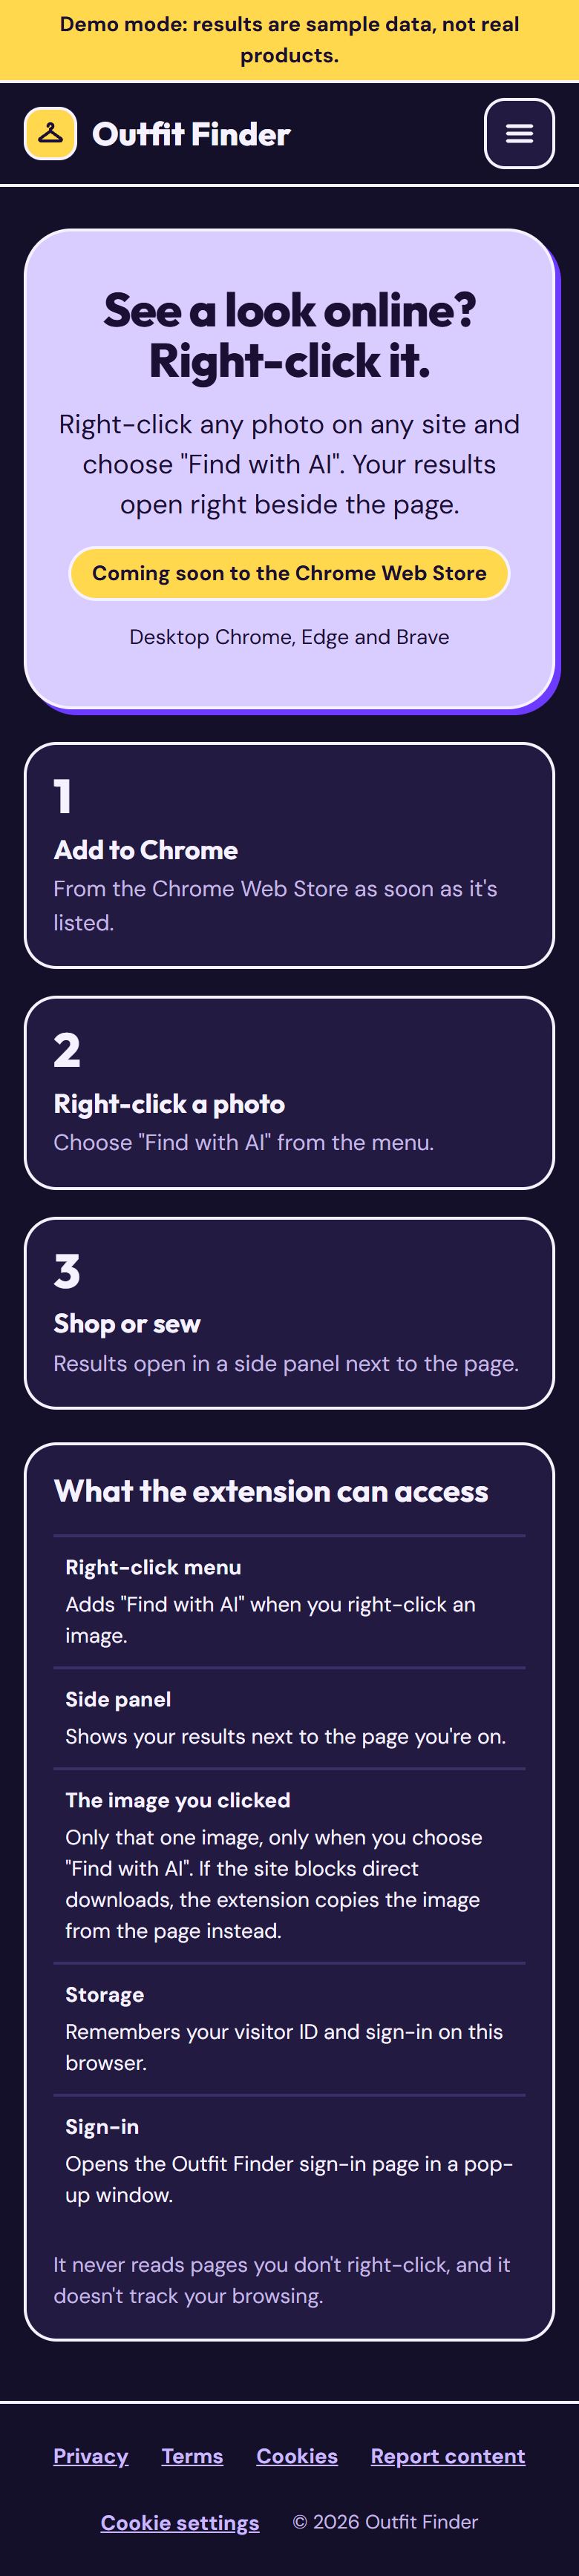 Demo mode: results are sample data, not real
products.
Outfit Finder
See a look online?
Right-click it.
Right-click any photo on any site and
choose "Find with AI". Your results
open right beside the page.
Coming soon to the Chrome Web Store
Desktop Chrome, Edge and Brave
1
Add to Chrome
From the Chrome Web Store as soon as it's
listed.
2
Right-click a photo
Choose "Find with AI" from the menu.
3
Shop or sew
Results open in a side panel next to the page.
What the extension can access
Right-click menu
Adds "Find with AI" when you right-click an
image.
Side panel
Shows your results next to the page you're on.
The image you clicked
Only that one image, only when you choose
"Find with AI". If the site blocks direct
downloads, the extension copies the image
from the page instead.
Storage
Remembers your visitor ID and sign-in on this
browser.
Sign-in
Opens the Outfit Finder sign-in page in a pop-
up window.
It never reads pages you don't right-click, and it
doesn't track your browsing.
Privacy Terms Cookies Report content
Cookie settings © 2026 Outfit Finder